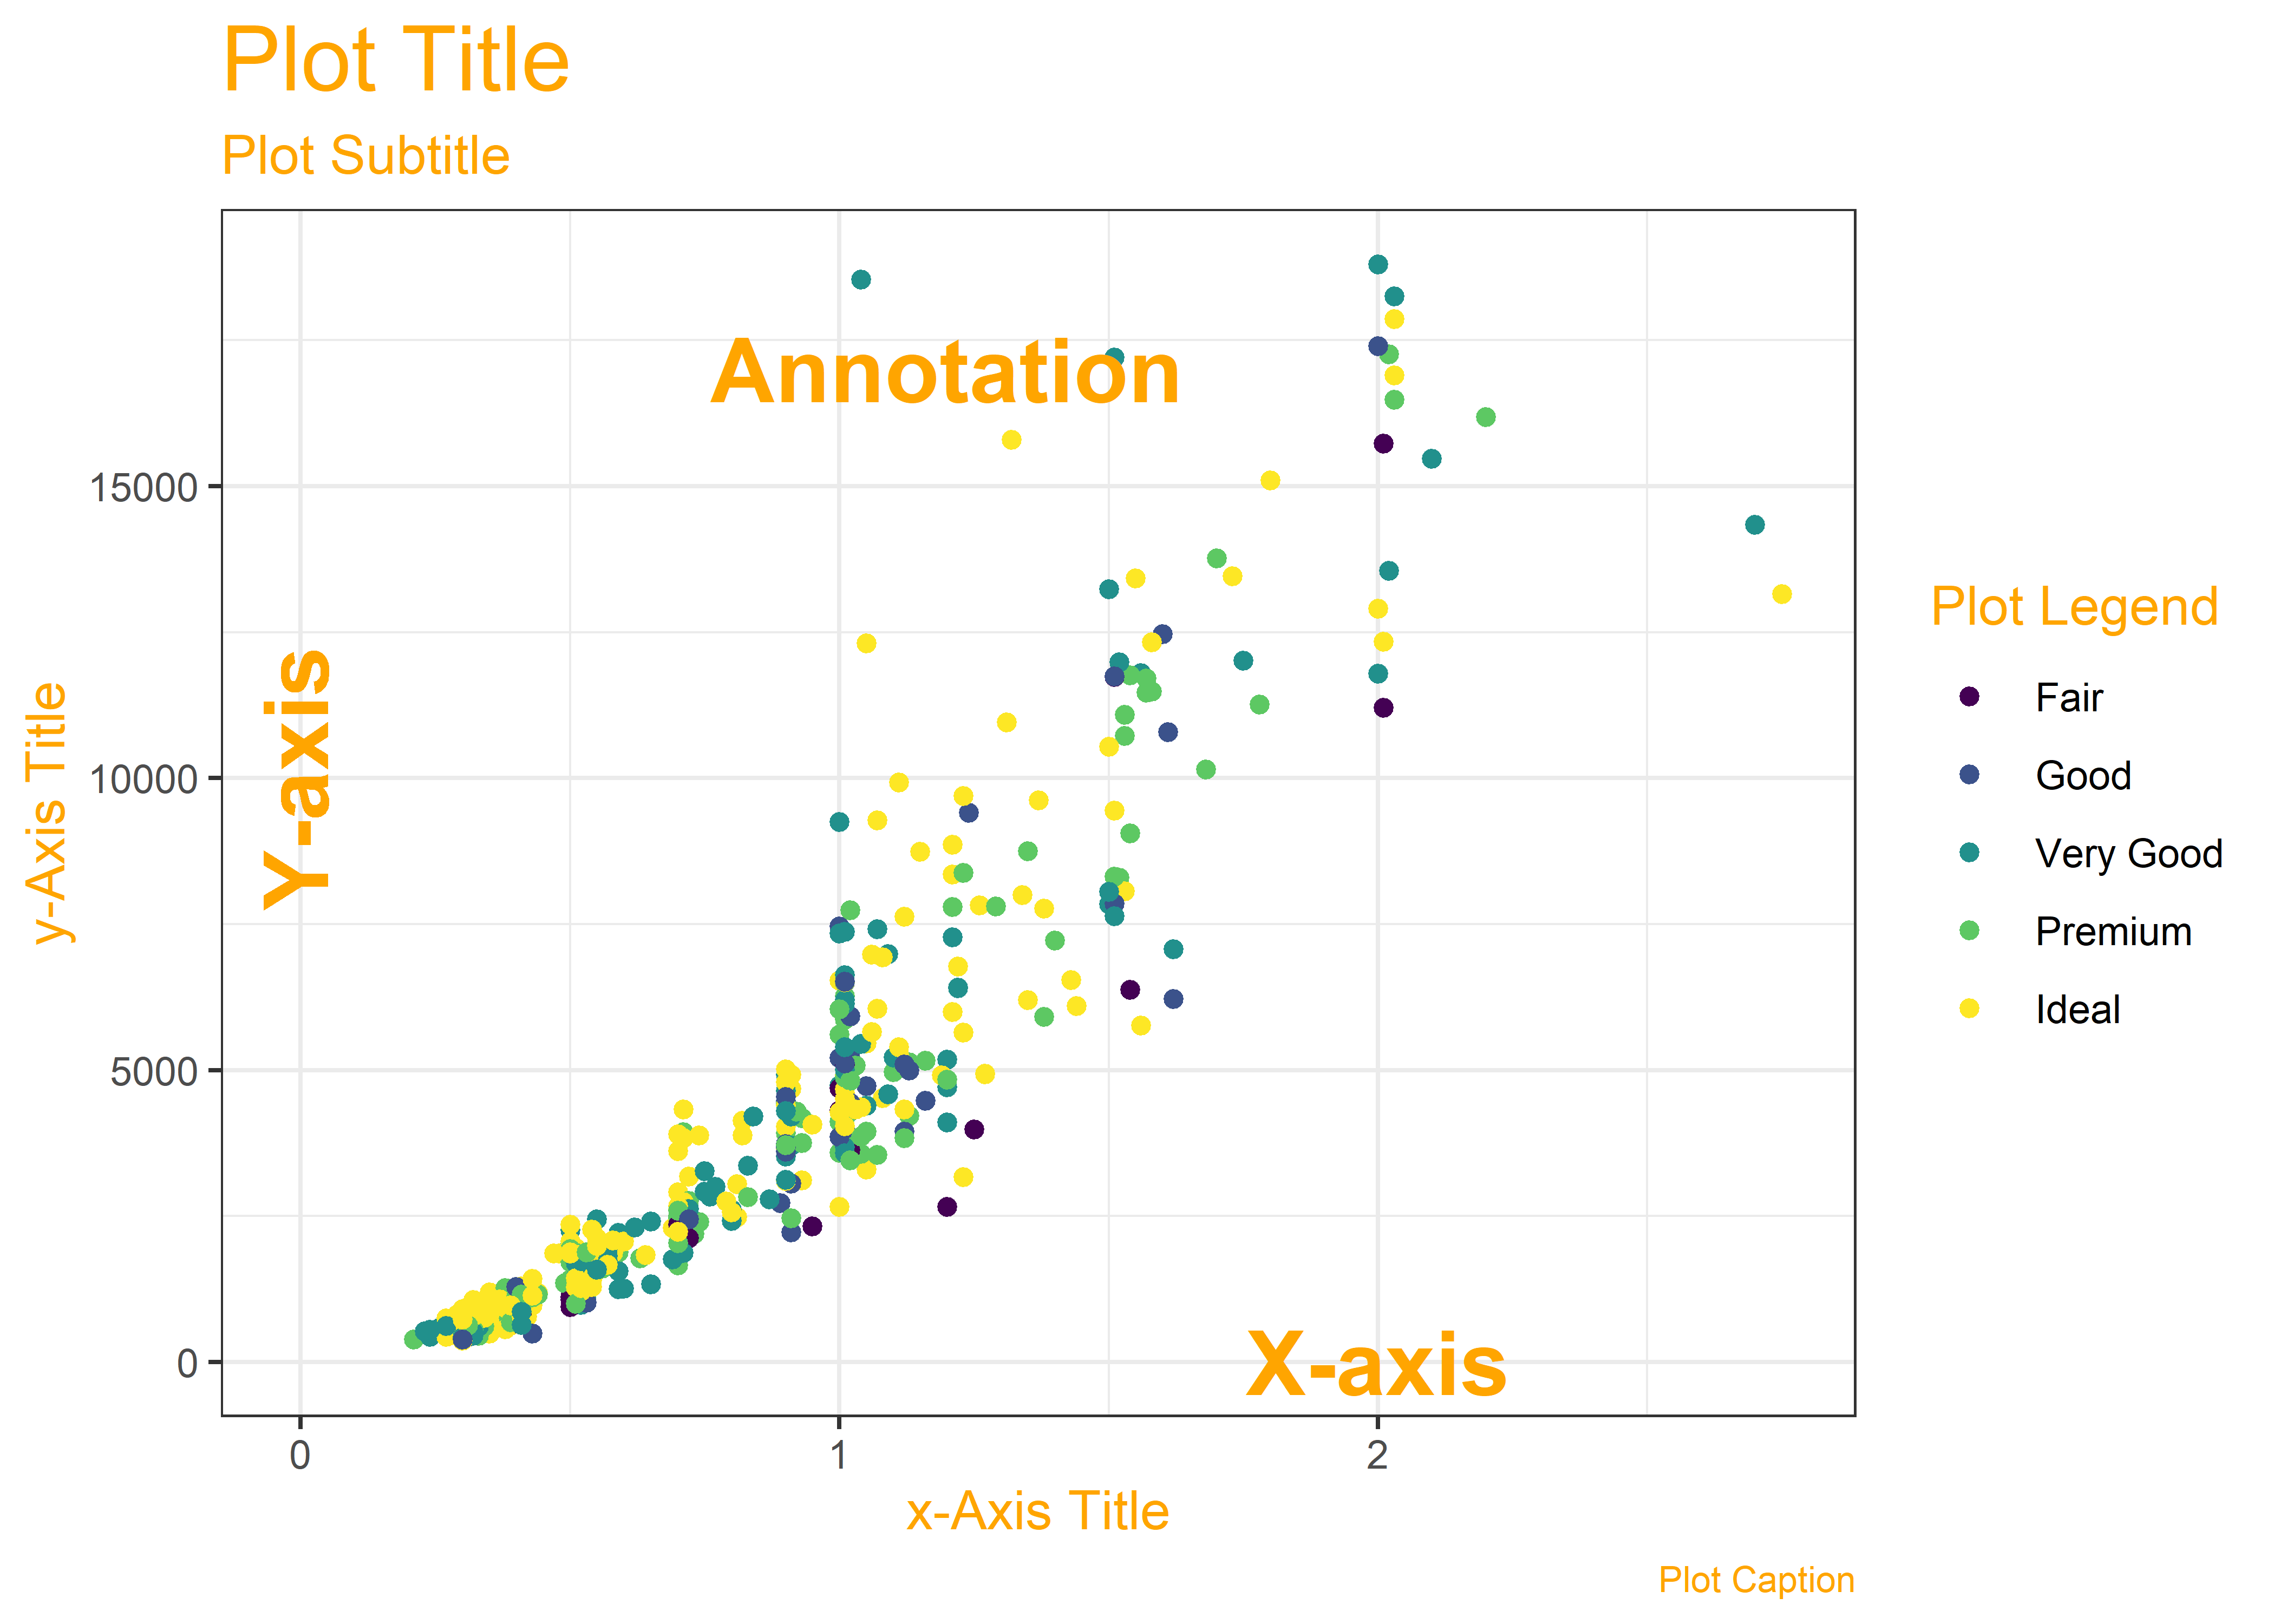 Plot Title
Plot Subtitle
Annotation
15000
10000
5000
0
y-Axis Title
Y-axis
X-axis
0
1
2
x-Axis Title
Plot Legend
Fair
Good
Very Good
Premium
Ideal
Plot Caption